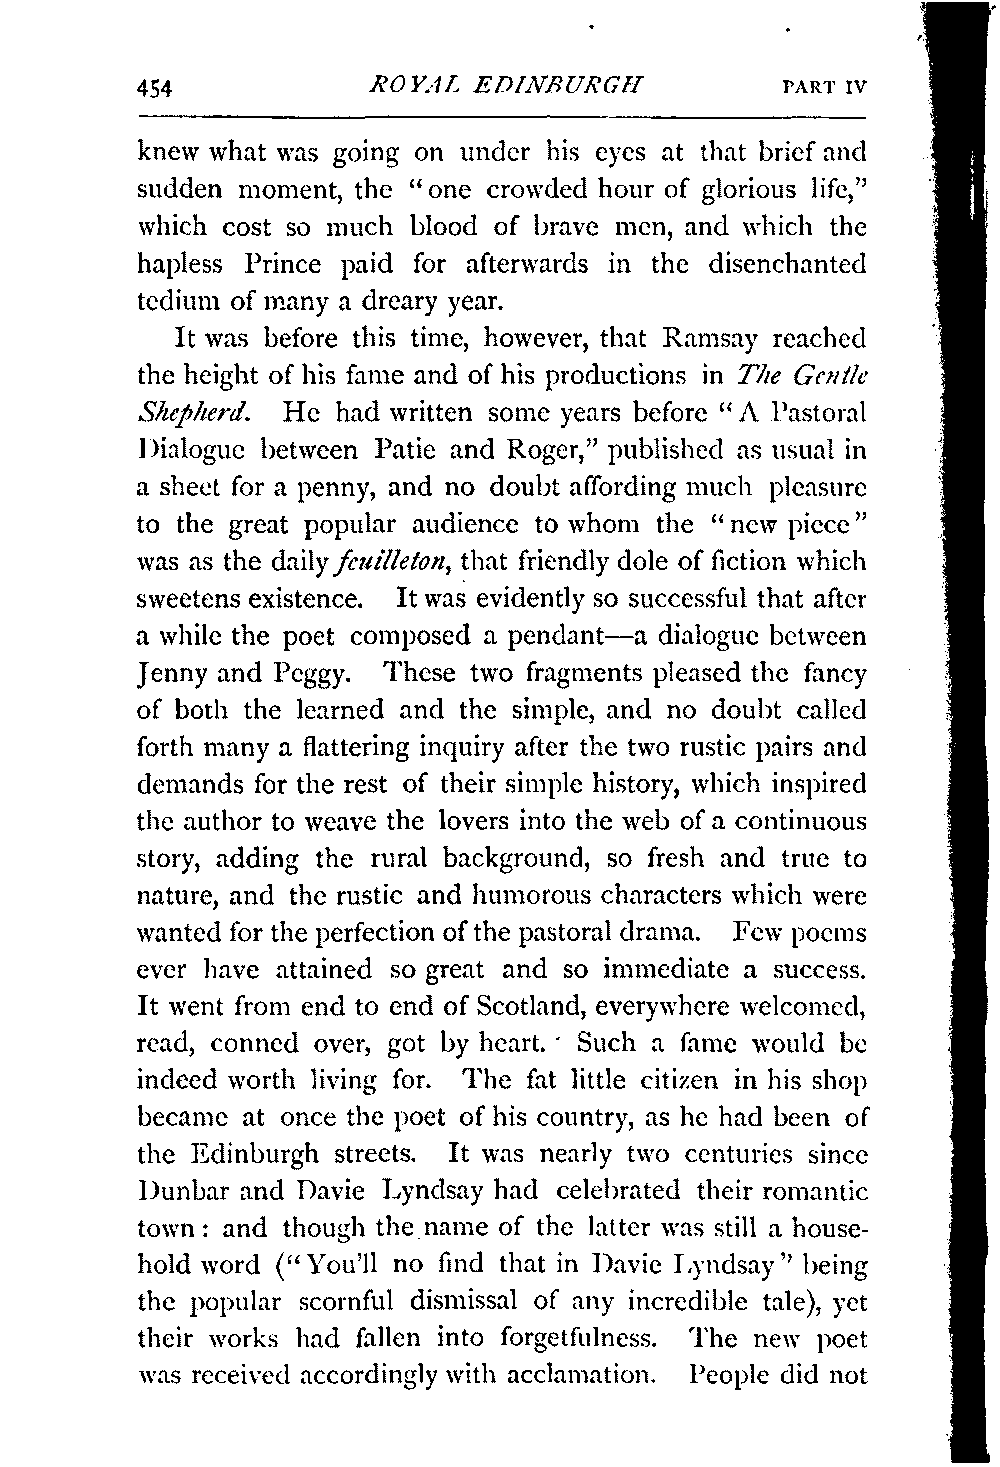 454 ROYAL EDINBURGH PART IV
knew what was going on under his eyes at that brief and
sudden moment, the “one crowded hour of glorious life,”
which cost so much blood of brave men, and which the
hapless Prince paid for afterwards in the disenchanted
tedium of many a dreary year.
It was before this time, however, that Ramsay reached
the height of his fame and of his productions in The Gentle
Shepherd. He had written some years before “A Pastoral
Dialogue between Patie and Roger,” published as usual in
a sheet for a penny, and no doubt affording much pleasure
to the great popular audience to whom the “new piece”
was as the daily feuilleton, that friendly dole of fiction which
sweetens existence. It was evidently so successful that after
a while the poet composed a pendant—a dialogue between
Jenny and Peggy. These two fragments pleased the fancy
of both the learned and the simple, and no doubt called
forth many a flattering inquiry after the two rustic pairs and
demands for the rest of their simple history, which inspired
the author to weave the lovers into the web of a continuous
story, adding the rural background, so fresh and true to
nature, and the rustic and humorous characters which were
wanted for the perfection of the pastoral drama. Few poems
ever have attained so great and so immediate a success.
It went from end to end of Scotland, everywhere welcomed,
read, conned over, got by heart. Such a fame would be
indeed worth living for. The fat little citizen in his shop
became at once the poet of his country, as he had been of
the Edinburgh streets. It was nearly two centuries since
Dunbar and Davie Lyndsay had celebrated their romantic
town: and though the name of the latter was still a house-
hold word (“You'll no find that in Davie Lyndsay” being
the popular scornful dismissal of any incredible tale), yet
their works had fallen into forgetfulness. The new poet
was received accordingly with acclamation. People did not